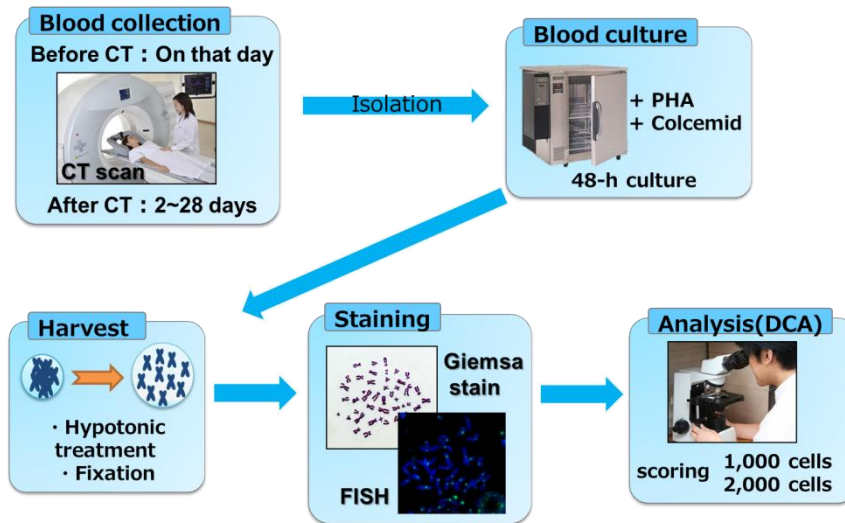 Blood collection
Before CT : On that day
CT scan
After CT : 2~28 days
Isolation
Blood culture
+ PHA
+ Colcemid
48-h culture
Harvest
・Hypotonic
treatment
・Fixation
Staining
Giemsa
stain
FISH
Analysis(DCA)
scoring 1,000 cells
2,000 cells